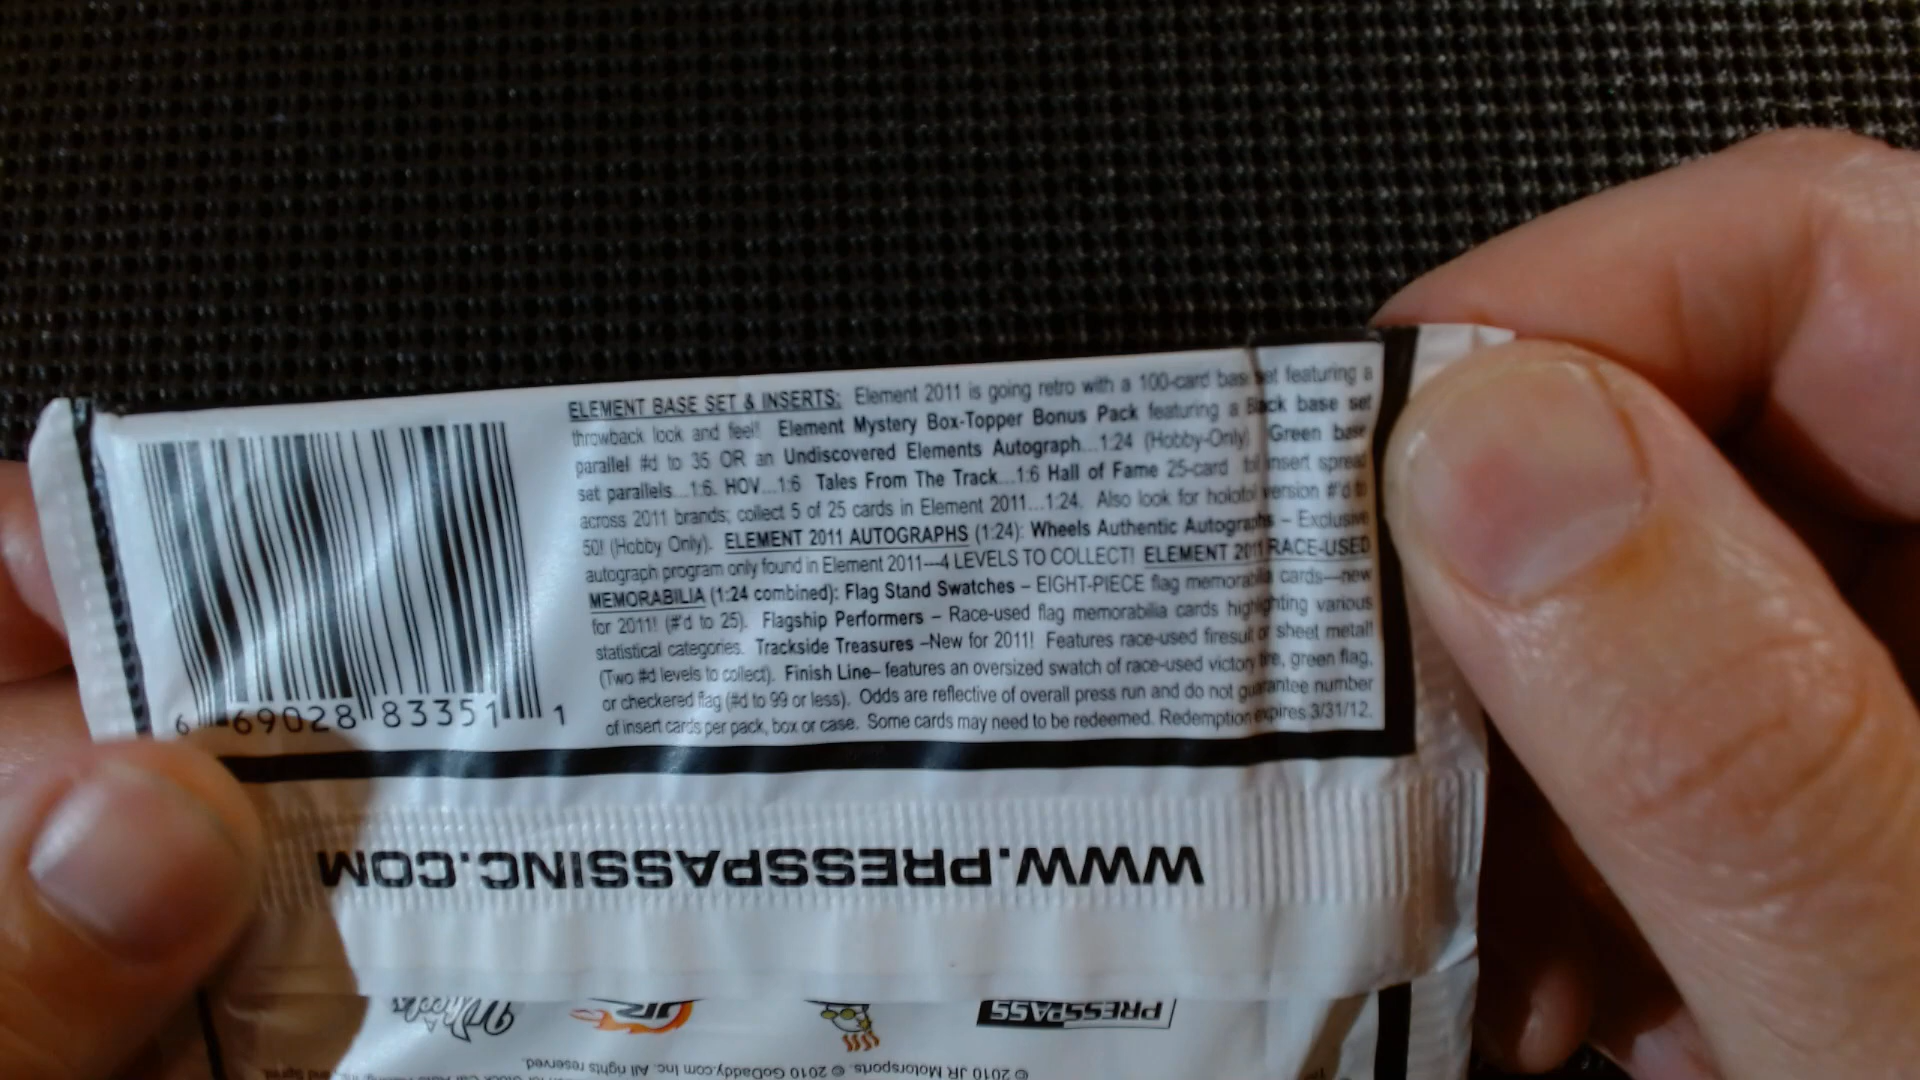 ELEMENT BASE SET & INSERTS: Element 2011 is going retro with a 100-card base set featuring a
throwback look and feel! Element Mystery Box-Topper Bonus Pack featuring a Black base set
parallel #d to 35 OR an Undiscovered Elements Autograph...1:24 (Hobby-Only) Green base
set parallels...1:6. HOV...1:6 Tales From The Track...1:6 Hall of Fame 25-card foil insert spread
across 2011 brands; collect 5 of 25 cards in Element 2011...1:24. Also look for holofoil version #'d to
50! (Hobby Only). ELEMENT 2011 AUTOGRAPHS (1:24): Wheels Authentic Autographs – Exclusive
autograph program only found in Element 2011—4 LEVELS TO COLLECT! ELEMENT 2011 RACE-USED
MEMORABILIA (1:24 combined): Flag Stand Swatches – EIGHT-PIECE flag memorabilia cards—new
for 2011! (#'d to 25). Flagship Performers – Race-used flag memorabilia cards highlighting various
statistical categories. Trackside Treasures –New for 2011! Features race-used firesuit or sheet metal!
(Two #d levels to collect). Finish Line– features an oversized swatch of race-used victory tire, green flag,
or checkered flag (#d to 99 or less). Odds are reflective of overall press run and do not guarantee number
of insert cards per pack, box or case. Some cards may need to be redeemed. Redemption expires 3/31/12.
6 69028 83351 1
WWW.PRESSPASSINC.COM
PRESSPASS
JR
Wheels
© 2010 JR Motorsports. © 2010 GoDaddy.com Inc. All rights reserved.